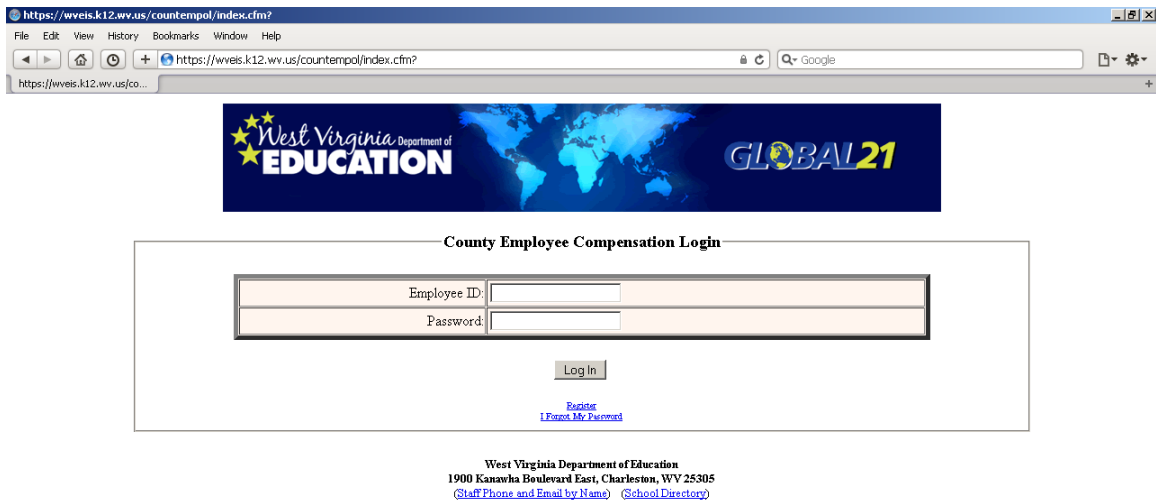 https://wveis.k12.wv.us/countempol/index.cfm?
File Edit View History Bookmarks Window Help
https://wveis.k12.wv.us/countempol/index.cfm? Google
https://wveis.k12.wv.us/co...
West Virginia Department of
EDUCATION
GLOBAL21
County Employee Compensation Login
Employee ID:
Password:
Log In
Register
I Forgot My Password
West Virginia Department of Education
1900 Kanawha Boulevard East, Charleston, WV 25305
(Staff Phone and Email by Name) (School Directory)